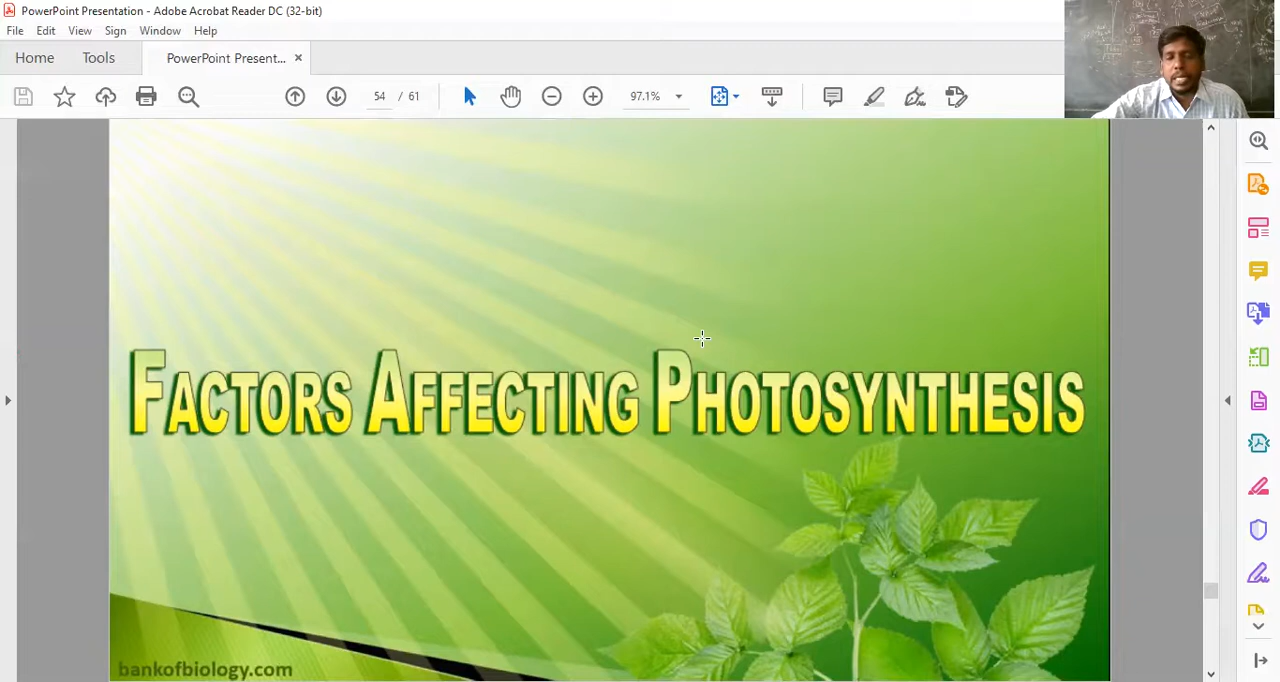 PowerPoint Presentation - Adobe Acrobat Reader DC (32-bit)
File Edit View Sign Window Help
Home Tools PowerPoint Present... ×
54 / 61 97.1%
FACTORS AFFECTING PHOTOSYNTHESIS
bankofbiology.com